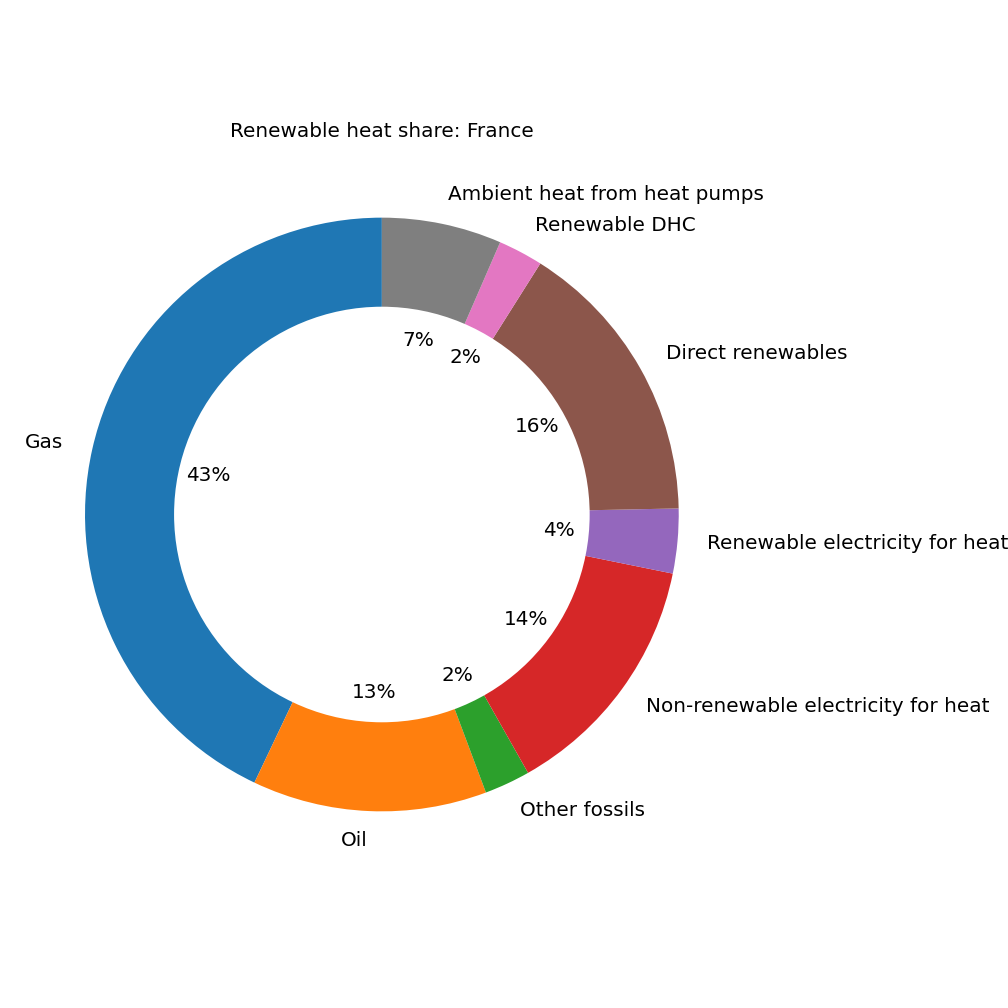 Renewable heat share: France
Ambient heat from heat pumps
Renewable DHC
7%
2%
Direct renewables
16%
Gas
43%
4%
Renewable electricity for heat
14%
2%
13%
Non-renewable electricity for heat
Other fossils
Oil